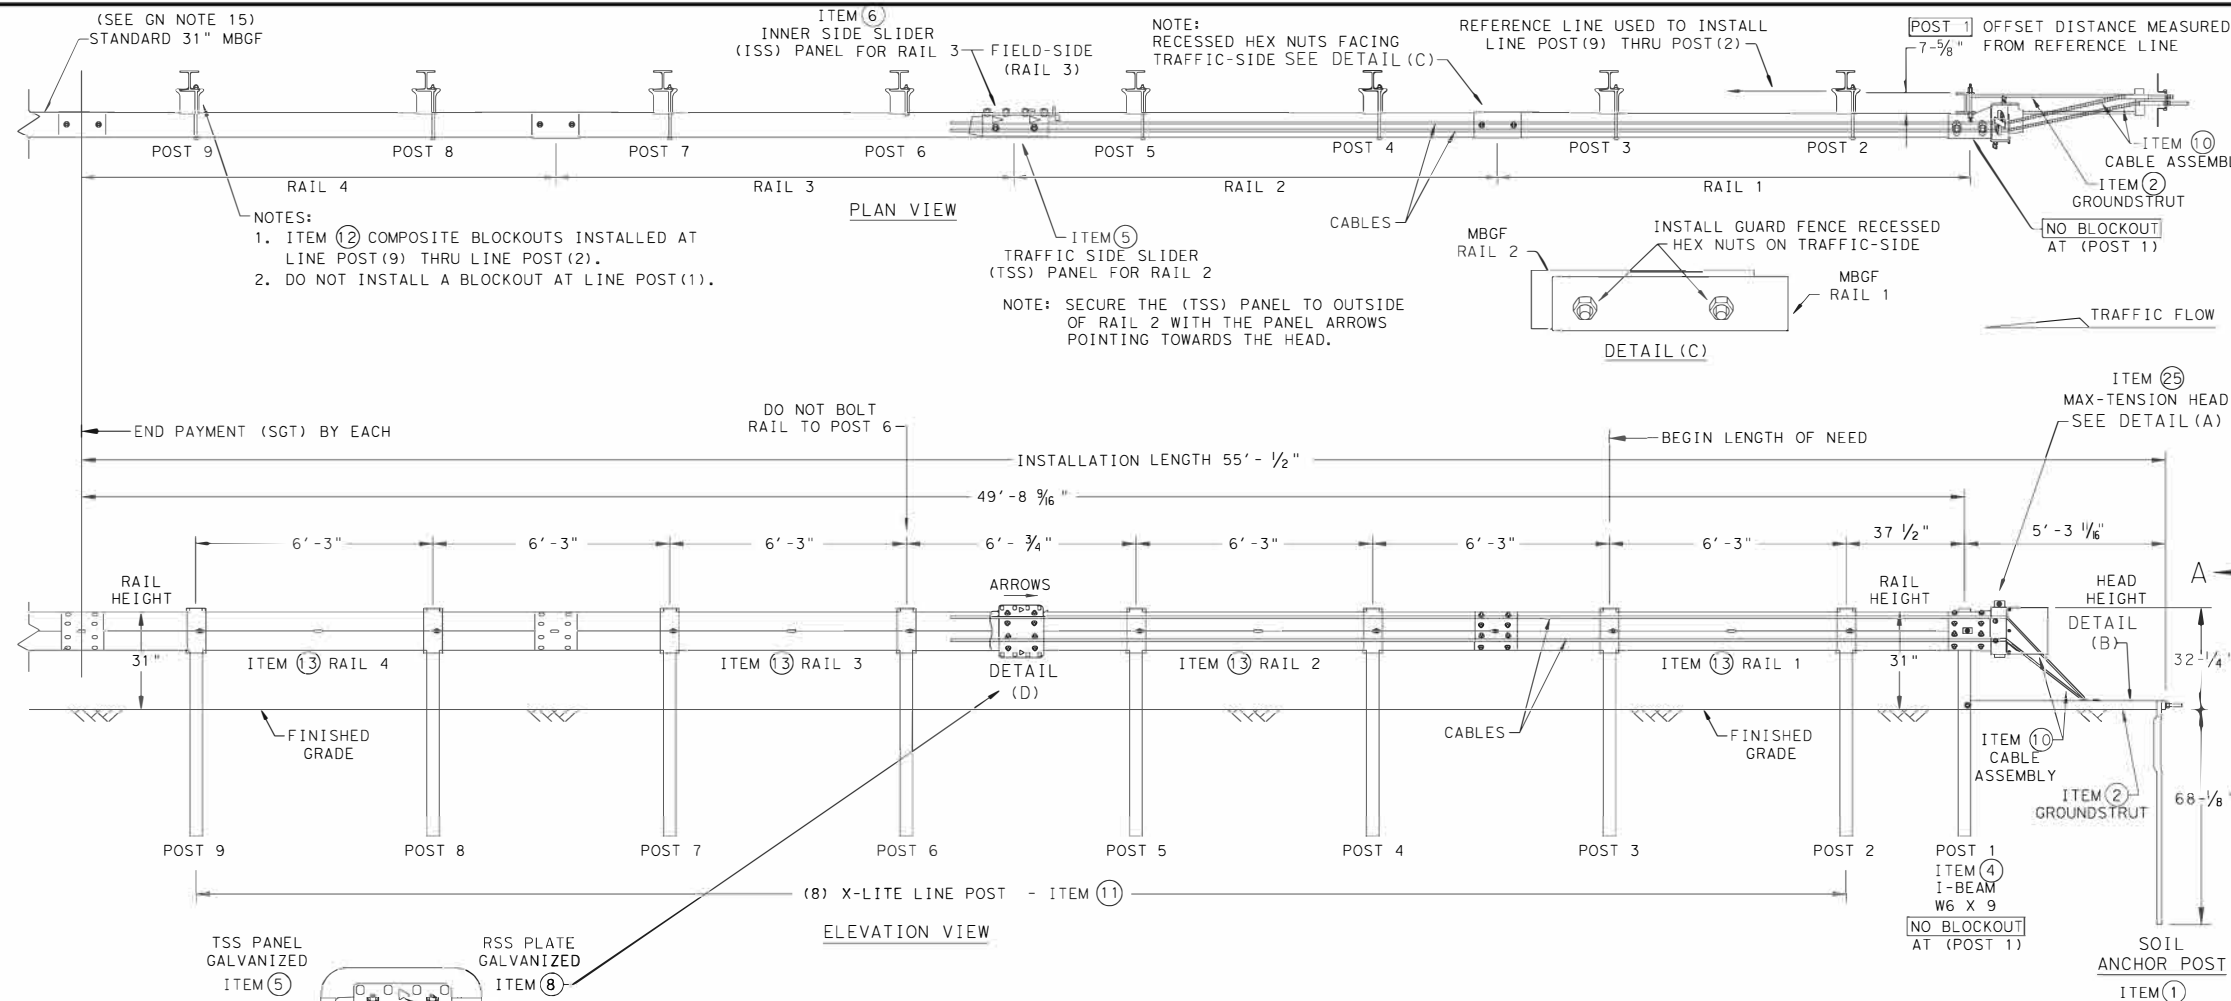 (SEE GN NOTE 15)
STANDARD 31" MBGF
ITEM 6
INNER SIDE SLIDER
(ISS) PANEL FOR RAIL 3
FIELD-SIDE
(RAIL 3)
NOTE:
RECESSED HEX NUTS FACING
TRAFFIC-SIDE SEE DETAIL(C)
REFERENCE LINE USED TO INSTALL
LINE POST(9) THRU POST(2)
POST 1 OFFSET DISTANCE MEASURED
7-5/8" FROM REFERENCE LINE
POST 9
POST 8
POST 7
POST 6
POST 5
POST 4
POST 3
POST 2
ITEM 10
RAIL 4
RAIL 3
RAIL 2
RAIL 1
ITEM 2
GROUNDSTRUT
PLAN VIEW
CABLES
NO BLOCKOUT
AT (POST 1)
NOTES:
1. ITEM 12 COMPOSITE BLOCKOUTS INSTALLED AT
LINE POST(9) THRU LINE POST(2).
2. DO NOT INSTALL A BLOCKOUT AT LINE POST(1).
ITEM 5
TRAFFIC SIDE SLIDER
(TSS) PANEL FOR RAIL 2
NOTE: SECURE THE (TSS) PANEL TO OUTSIDE
OF RAIL 2 WITH THE PANEL ARROWS
POINTING TOWARDS THE HEAD.
MBGF
RAIL 2
INSTALL GUARD FENCE RECESSED
HEX NUTS ON TRAFFIC-SIDE
MBGF
RAIL 1
DETAIL(C)
TRAFFIC FLOW
ITEM 25
MAX-TENSION HEAD
SEE DETAIL(A)
DO NOT BOLT
RAIL TO POST 6
END PAYMENT (SGT) BY EACH
BEGIN LENGTH OF NEED
INSTALLATION LENGTH 55'-1/2"
49'-8 9/16"
6'-3"
6'-3"
6'-3"
6'-3/4"
6'-3"
6'-3"
6'-3"
37 1/2"
5'-3 11/16"
A
RAIL
HEIGHT
ARROWS
RAIL
HEIGHT
HEAD
HEIGHT
DETAIL
(B)
31"
ITEM 13 RAIL 4
ITEM 13 RAIL 3
DETAIL
(D)
ITEM 13 RAIL 2
ITEM 13 RAIL 1
31"
32-1/4"
FINISHED
GRADE
CABLES
FINISHED
GRADE
ITEM 10
CABLE
ASSEMBLY
ITEM 2
GROUNDSTRUT
68-1/8"
POST 9
POST 8
POST 7
POST 6
POST 5
POST 4
POST 3
POST 2
POST 1
ITEM 4
I-BEAM
W6 X 9
NO BLOCKOUT
AT (POST 1)
(8) X-LITE LINE POST - ITEM 11
ELEVATION VIEW
SOIL
ANCHOR POST
ITEM 1
TSS PANEL
GALVANIZED
ITEM 5
RSS PLATE
GALVANIZED
ITEM 8